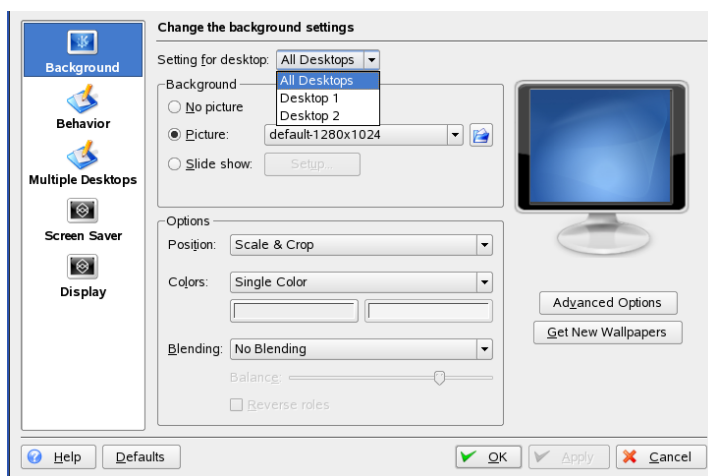 Change the background settings
Background
Behavior
Multiple Desktops
Screen Saver
Display
Setting for desktop: All Desktops
All Desktops
Desktop 1
Desktop 2
Background
No picture
Picture: default-1280x1024
Slide show: Setup...
Options
Position: Scale & Crop
Colors: Single Color
Blending: No Blending
Balance:
Reverse roles
Advanced Options
Get New Wallpapers
Help Defaults OK Apply Cancel